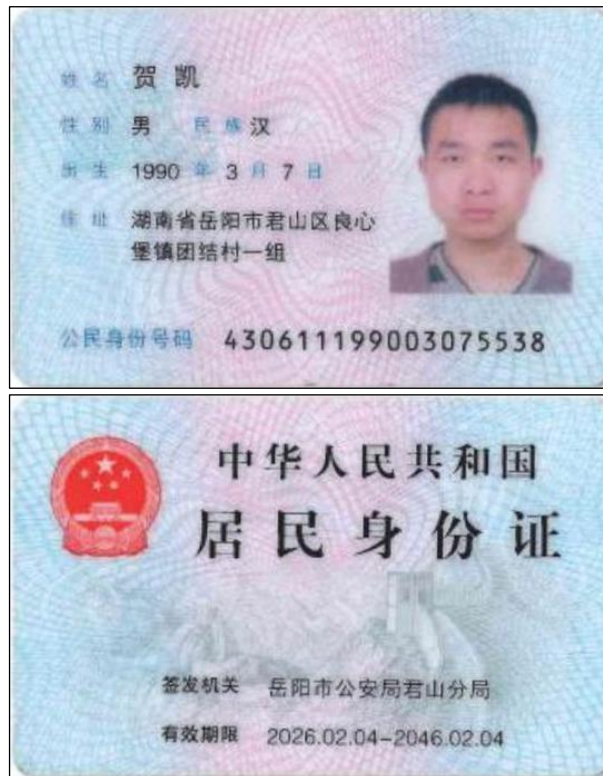 姓名 贺凯
性别 男 民族 汉
出生 1990 年 3 月 7 日
住址 湖南省岳阳市君山区良心
堡镇团结村一组
公民身份号码 430611199003075538
中华人民共和国
居民身份证
签发机关 岳阳市公安局君山分局
有效期限 2026.02.04-2046.02.04